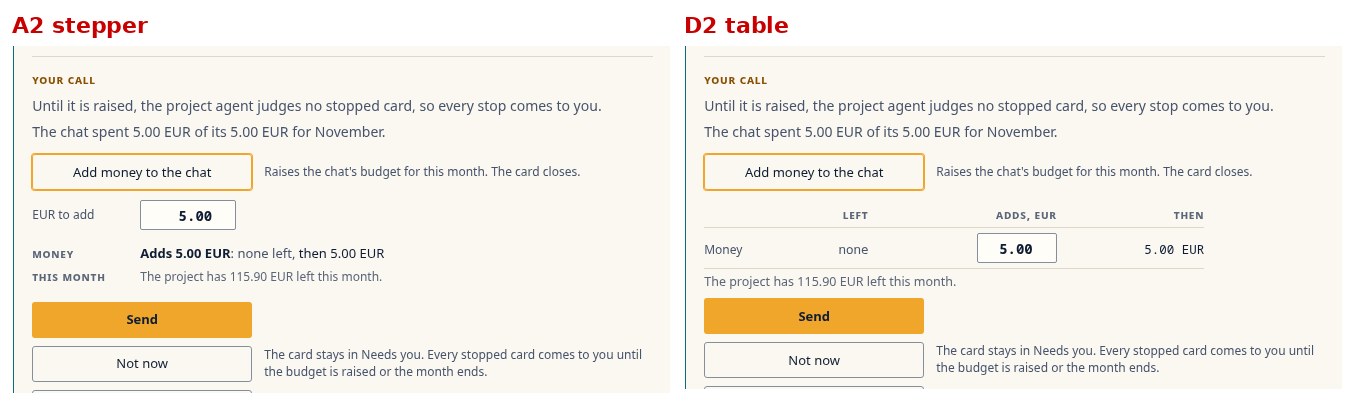 A2 stepper
YOUR CALL
Until it is raised, the project agent judges no stopped card, so every stop comes to you.
The chat spent 5.00 EUR of its 5.00 EUR for November.
Add money to the chat
Raises the chat's budget for this month. The card closes.
EUR to add
5.00
MONEY
Adds 5.00 EUR: none left, then 5.00 EUR
THIS MONTH
The project has 115.90 EUR left this month.
Send
Not now
The card stays in Needs you. Every stopped card comes to you until
the budget is raised or the month ends.
D2 table
YOUR CALL
Until it is raised, the project agent judges no stopped card, so every stop comes to you.
The chat spent 5.00 EUR of its 5.00 EUR for November.
Add money to the chat
Raises the chat's budget for this month. The card closes.
LEFT ADDS, EUR THEN
Money none 5.00 5.00 EUR
The project has 115.90 EUR left this month.
Send
Not now
The card stays in Needs you. Every stopped card comes to you until
the budget is raised or the month ends.